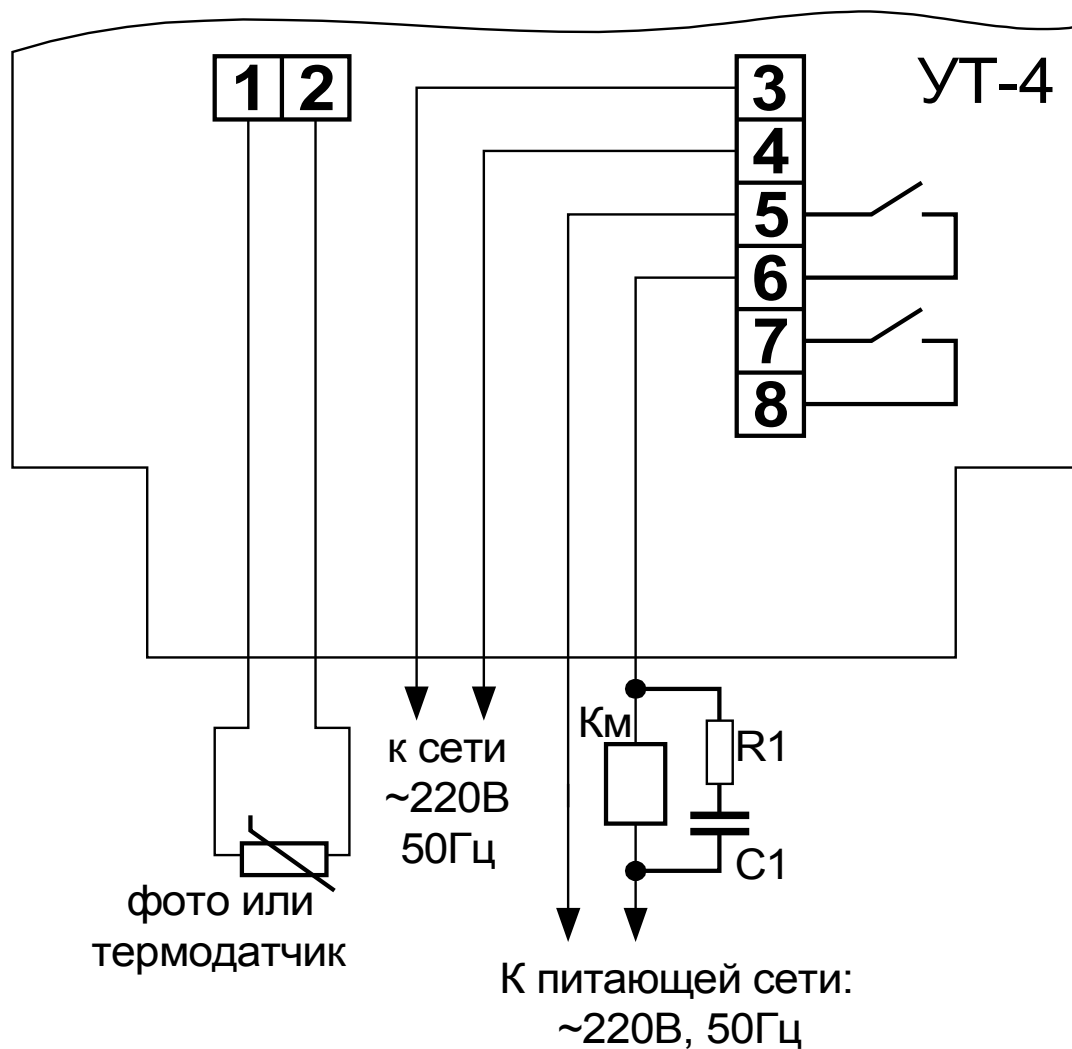 1 2
3
УТ-4
4
5
6
7
8
Км
R1
C1
к сети
~220В
50Гц
фото или
термодатчик
К питающей сети:
~220В, 50Гц